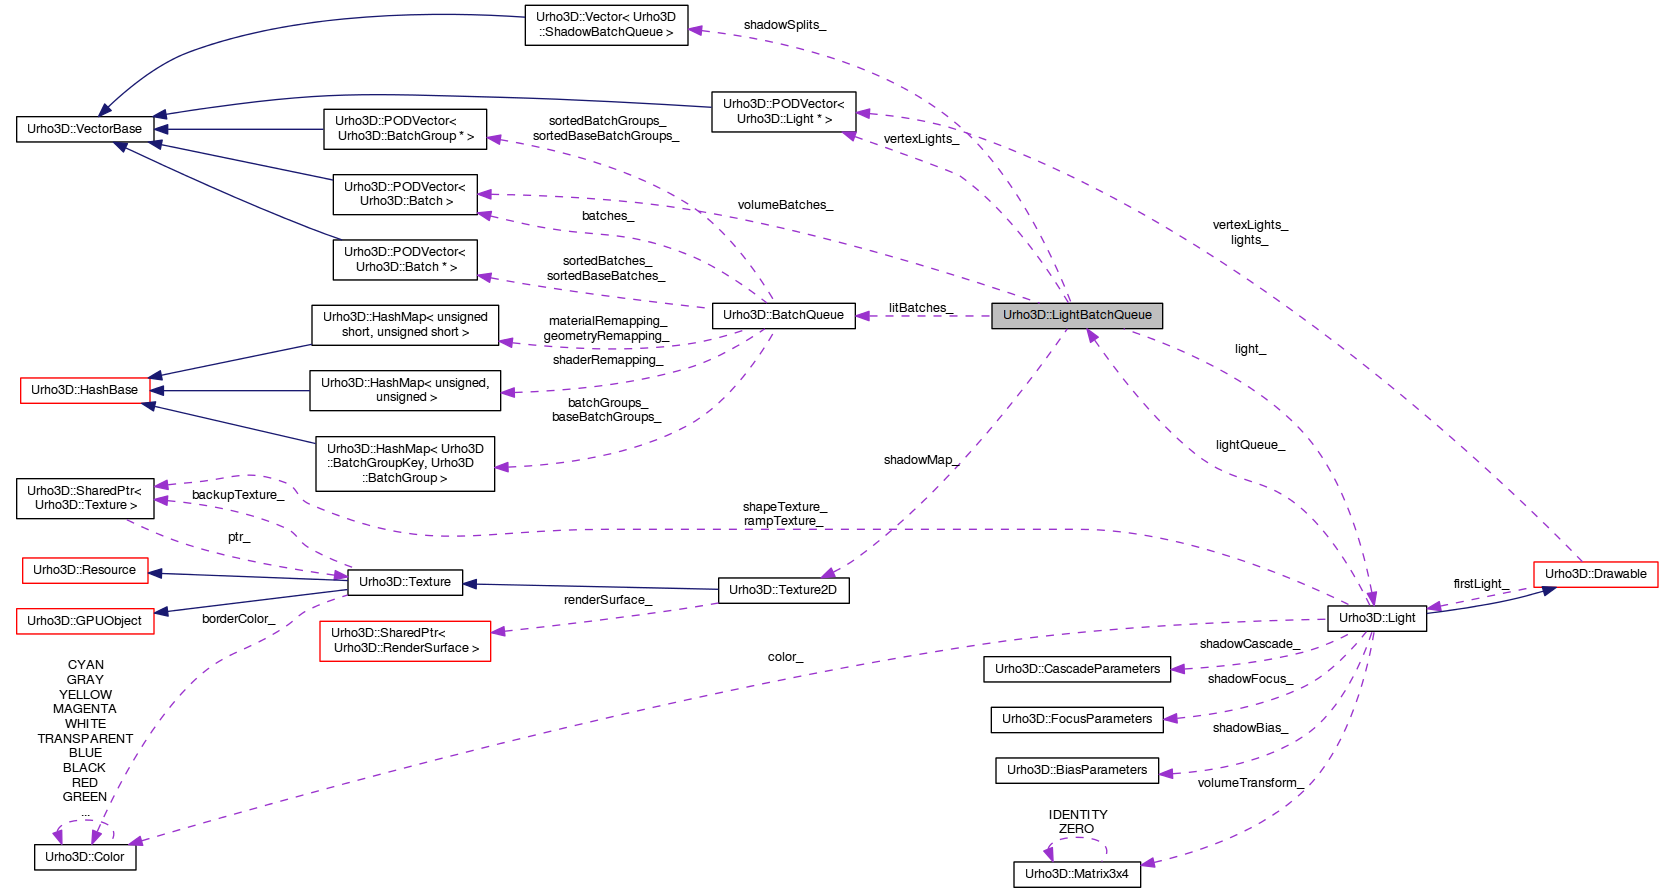 Urho3D::Vector< Urho3D
::ShadowBatchQueue >
shadowSplits_
Urho3D::PODVector<
Urho3D::Light * >
Urho3D::VectorBase
Urho3D::PODVector<
Urho3D::BatchGroup * >
sortedBatchGroups_
sortedBaseBatchGroups_
vertexLights_
Urho3D::PODVector<
Urho3D::Batch >
volumeBatches_
batches_
vertexLights_
lights_
Urho3D::PODVector<
Urho3D::Batch * >
sortedBatches_
sortedBaseBatches_
Urho3D::HashMap< unsigned
short, unsigned short >
Urho3D::BatchQueue
litBatches_
Urho3D::LightBatchQueue
materialRemapping_
geometryRemapping_
light_
shaderRemapping_
Urho3D::HashBase
Urho3D::HashMap< unsigned,
unsigned >
batchGroups_
baseBatchGroups_
Urho3D::HashMap< Urho3D
::BatchGroupKey, Urho3D
::BatchGroup >
lightQueue_
shadowMap_
Urho3D::SharedPtr<
Urho3D::Texture >
backupTexture_
shapeTexture_
rampTexture_
ptr_
Urho3D::Resource
Urho3D::Texture
Urho3D::Texture2D
firstLight_
Urho3D::Drawable
renderSurface_
Urho3D::GPUObject
borderColor_
Urho3D::Light
Urho3D::SharedPtr<
Urho3D::RenderSurface >
color_
shadowCascade_
Urho3D::CascadeParameters
shadowFocus_
CYAN
GRAY
YELLOW
MAGENTA
WHITE
TRANSPARENT
BLUE
BLACK
RED
GREEN
...
Urho3D::FocusParameters
shadowBias_
Urho3D::BiasParameters
volumeTransform_
IDENTITY
ZERO
Urho3D::Color
Urho3D::Matrix3x4